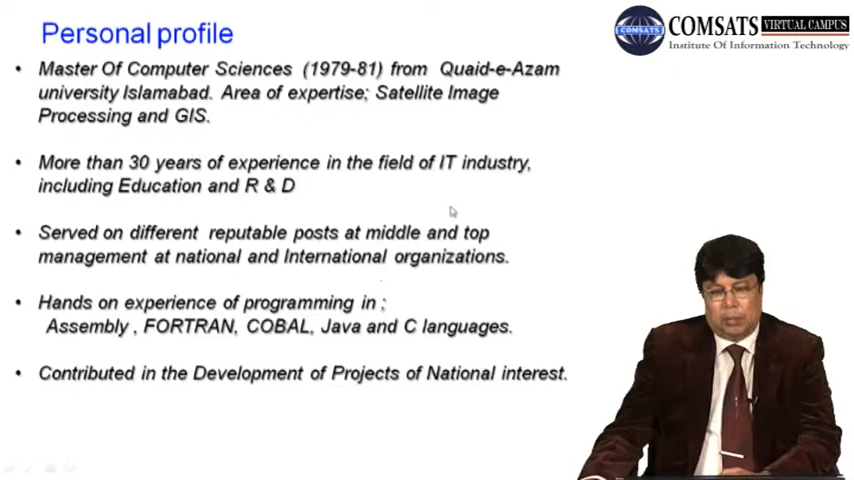 Personal profile
COMSATS VIRTUAL CAMPUS
Institute Of Information Technology
COMSATS
• Master Of Computer Sciences (1979-81) from Quaid-e-Azam
university Islamabad. Area of expertise; Satellite Image
Processing and GIS.
• More than 30 years of experience in the field of IT industry,
including Education and R & D
• Served on different reputable posts at middle and top
management at national and International organizations.
• Hands on experience of programming in ;
Assembly , FORTRAN, COBAL, Java and C languages.
• Contributed in the Development of Projects of National interest.